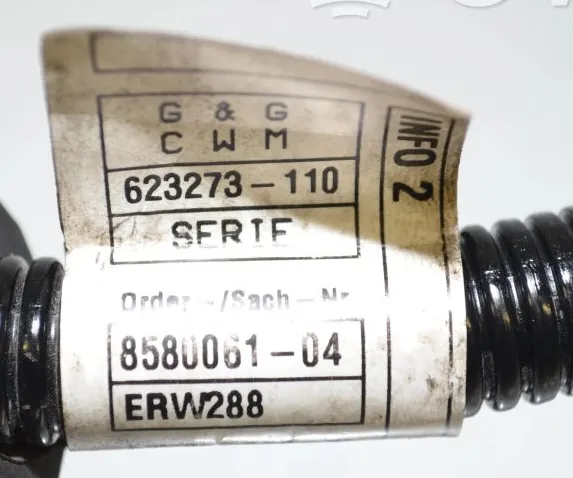 G & G
C W M
623273-110
SERIE
Order-/Sach-Nr
8580061-04
ERW288
INFO 2